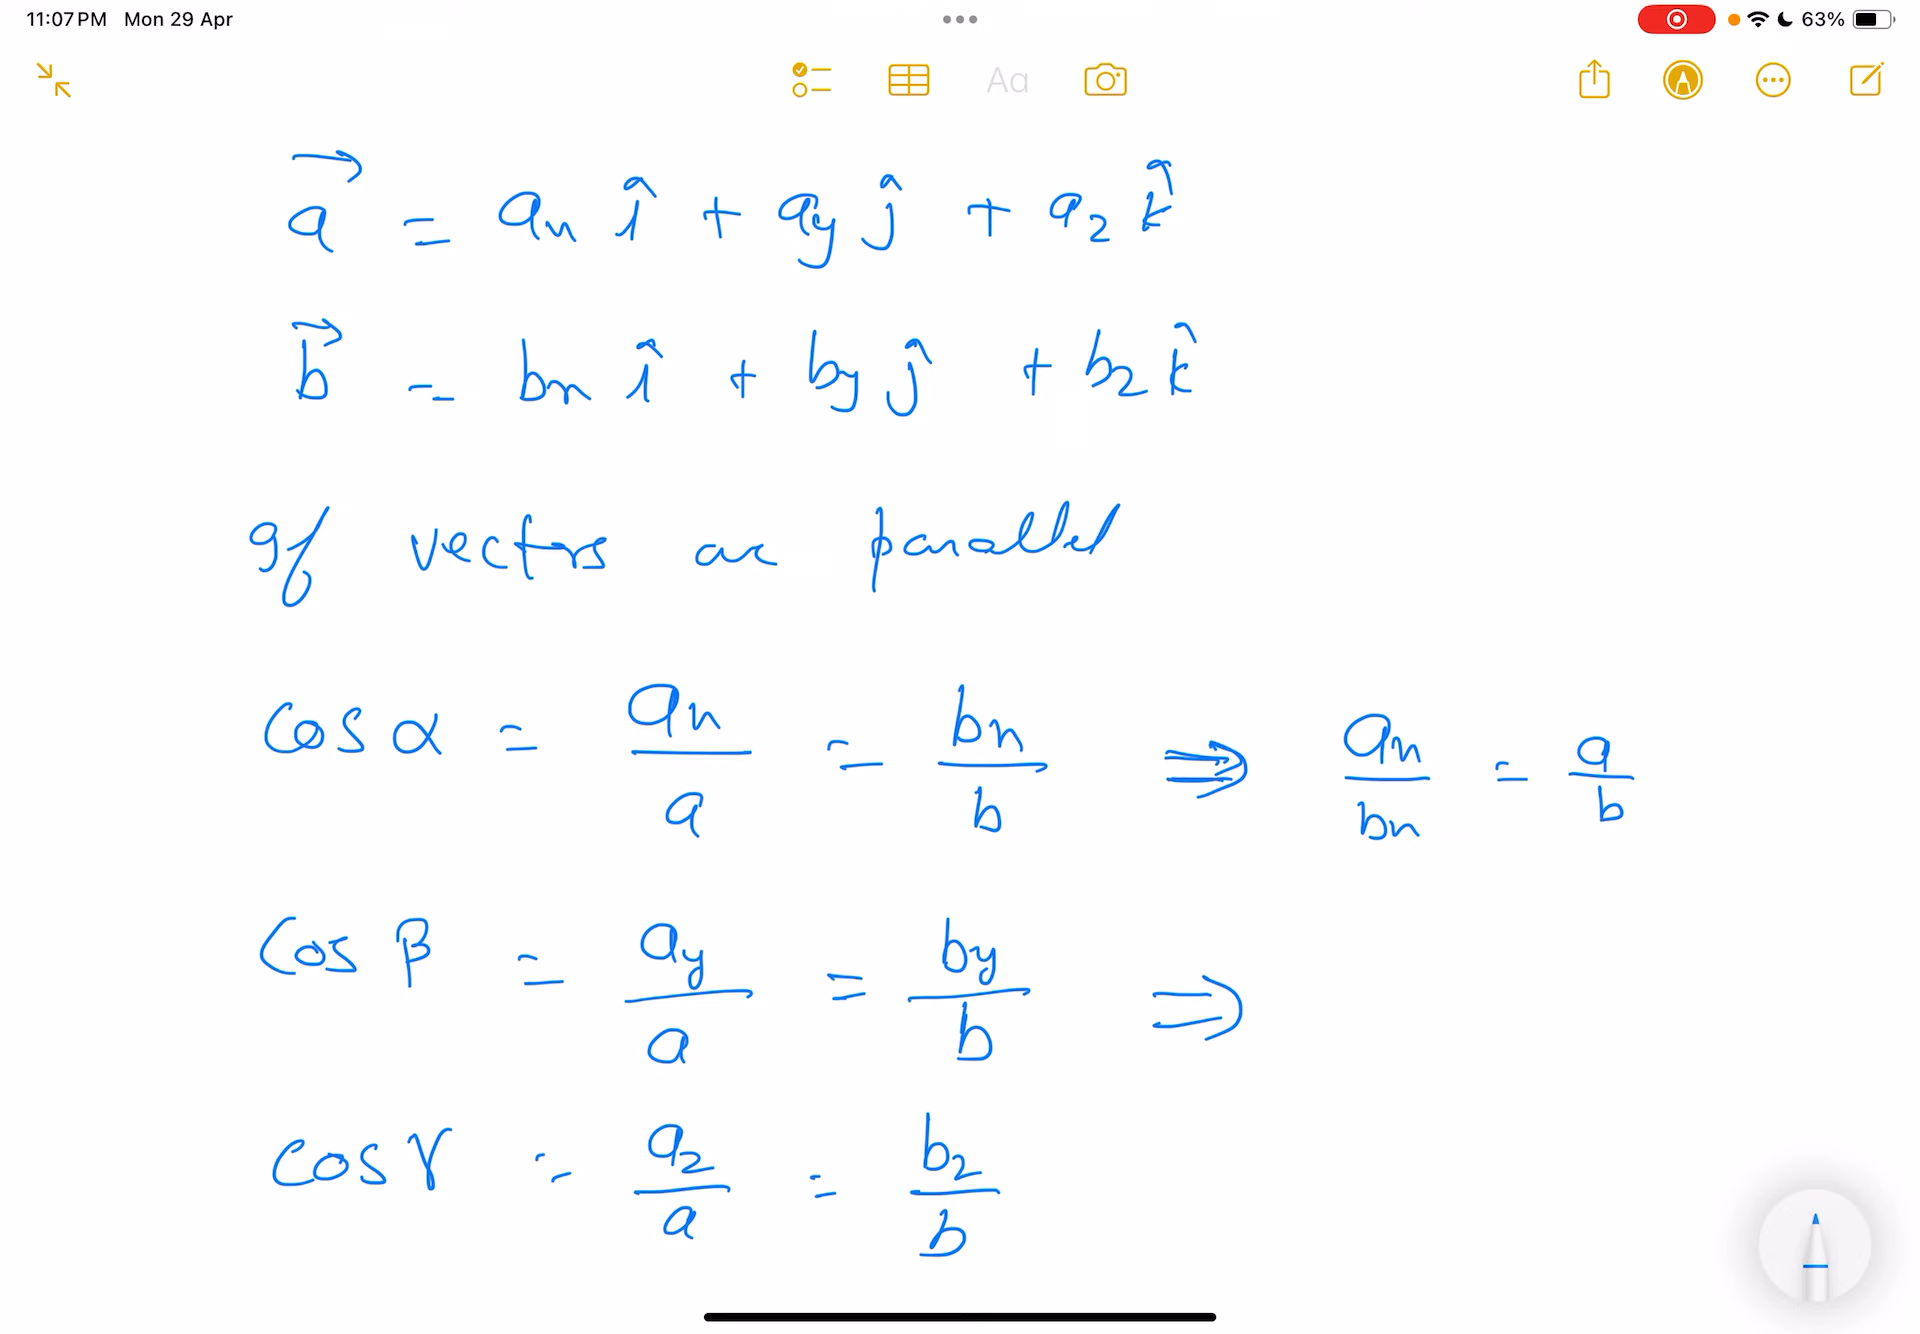 11:07 PM Mon 29 Apr
63%
Aa
a⃗ = ax î + ay ĵ + az k̂
b⃗ = bx î + by ĵ + bz k̂
If vectors are parallel
Cos α = ax/a = bx/b ⇒ ax/bx = a/b
Cos β = ay/a = by/b ⇒
Cos γ = az/a = bz/b